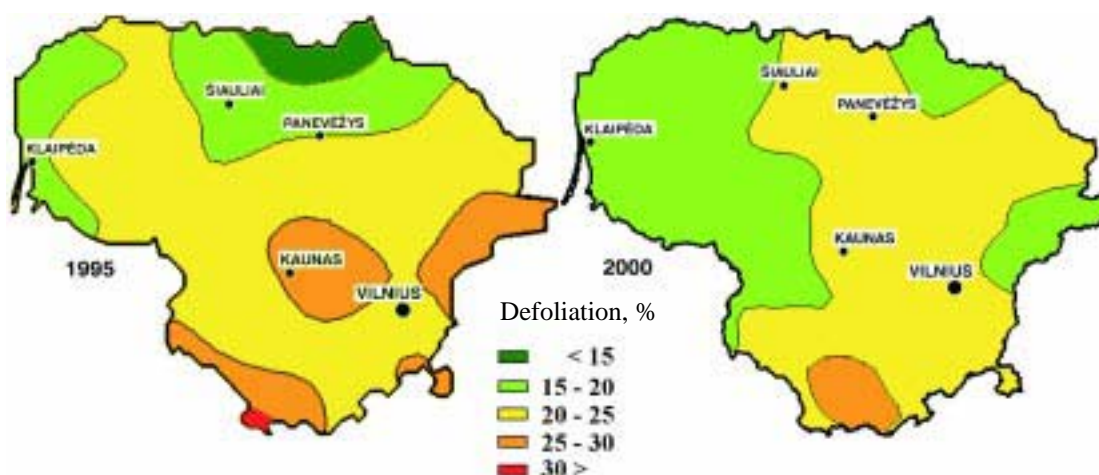 ŠIAULIAI
PANEVĖŽYS
KLAIPĖDA
KAUNAS
VILNIUS
1995
ŠIAULIAI
PANEVĖŽYS
KLAIPĖDA
KAUNAS
VILNIUS
2000
Defoliation, %
< 15
15 - 20
20 - 25
25 - 30
30 >